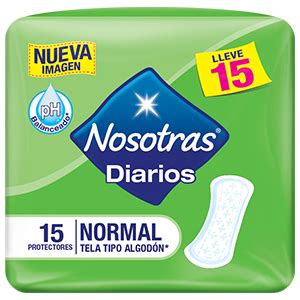 NUEVA
IMAGEN
LLEVE
15
pH
Balanceado*
Nosotras®
Diarios
15
PROTECTORES
NORMAL
TELA TIPO ALGODÓN*